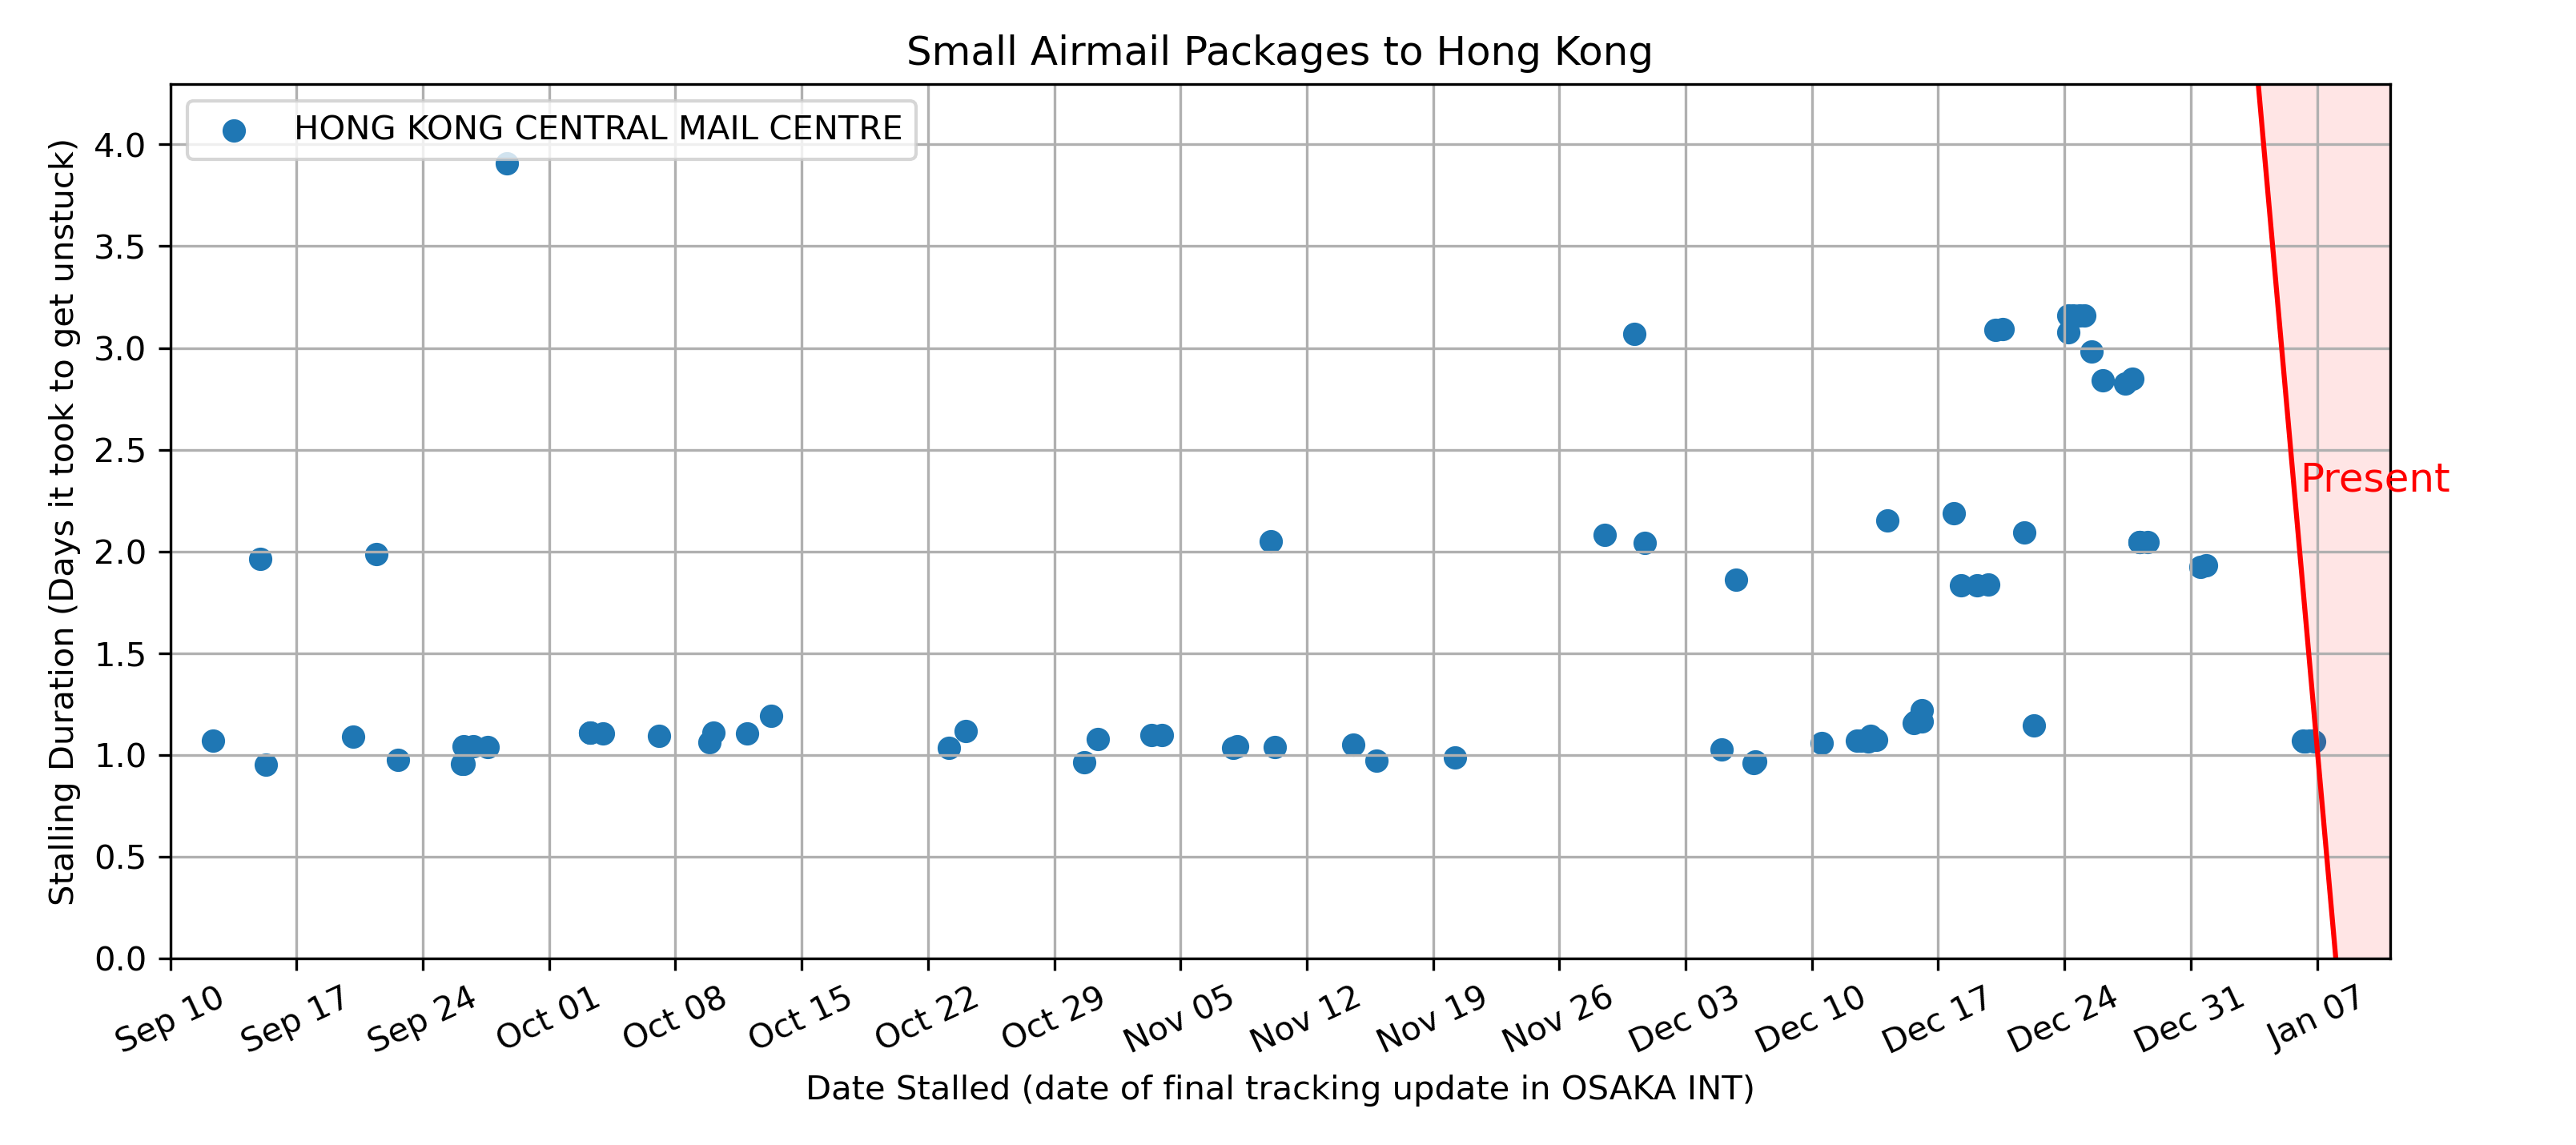 Small Airmail Packages to Hong Kong
HONG KONG CENTRAL MAIL CENTRE
Stalling Duration (Days it took to get unstuck)
4.0
3.5
3.0
2.5
2.0
1.5
1.0
0.5
0.0
Present
Sep 10
Sep 17
Sep 24
Oct 01
Oct 08
Oct 15
Oct 22
Oct 29
Nov 05
Nov 12
Nov 19
Nov 26
Dec 03
Dec 10
Dec 17
Dec 24
Dec 31
Jan 07
Date Stalled (date of final tracking update in OSAKA INT)